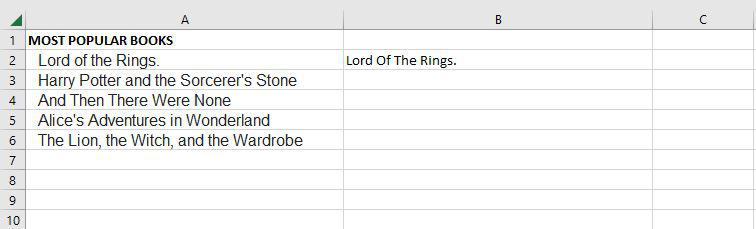 A B C
1 MOST POPULAR BOOKS
2 Lord of the Rings. Lord Of The Rings.
3 Harry Potter and the Sorcerer's Stone
4 And Then There Were None
5 Alice's Adventures in Wonderland
6 The Lion, the Witch, and the Wardrobe
7
8
9
10